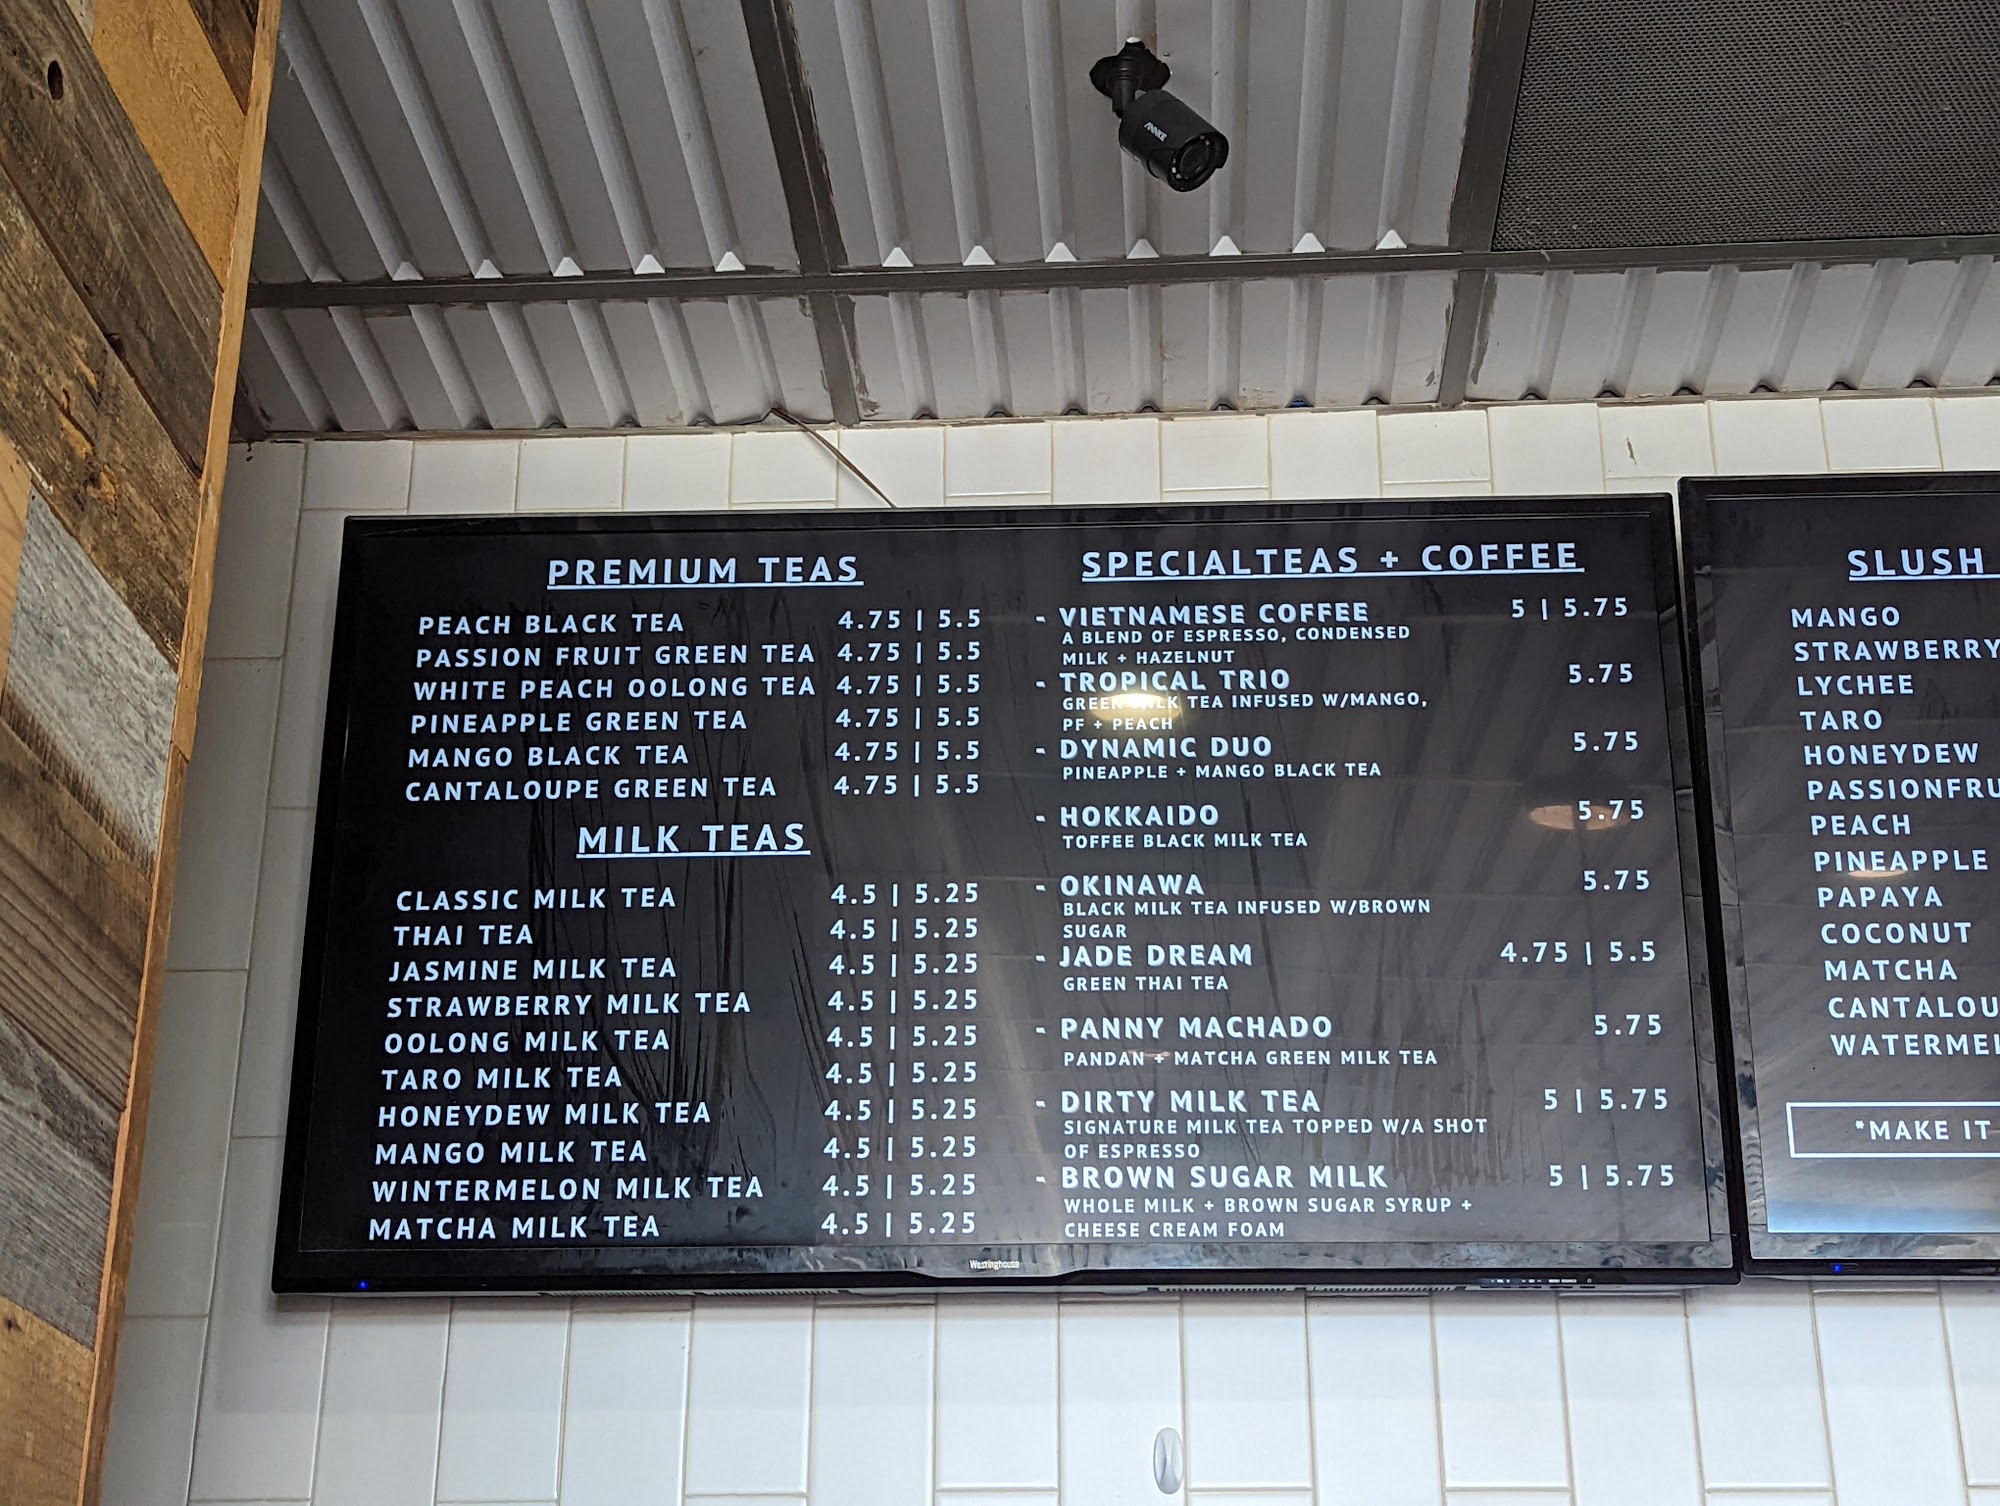 ANNKE
PREMIUM TEAS
PEACH BLACK TEA 4.75 | 5.5
PASSION FRUIT GREEN TEA 4.75 | 5.5
WHITE PEACH OOLONG TEA 4.75 | 5.5
PINEAPPLE GREEN TEA 4.75 | 5.5
MANGO BLACK TEA 4.75 | 5.5
CANTALOUPE GREEN TEA 4.75 | 5.5
MILK TEAS
CLASSIC MILK TEA 4.5 | 5.25
THAI TEA 4.5 | 5.25
JASMINE MILK TEA 4.5 | 5.25
STRAWBERRY MILK TEA 4.5 | 5.25
OOLONG MILK TEA 4.5 | 5.25
TARO MILK TEA 4.5 | 5.25
HONEYDEW MILK TEA 4.5 | 5.25
MANGO MILK TEA 4.5 | 5.25
WINTERMELON MILK TEA 4.5 | 5.25
MATCHA MILK TEA 4.5 | 5.25
SPECIALTEAS + COFFEE
- VIETNAMESE COFFEE 5 | 5.75
A BLEND OF ESPRESSO, CONDENSED
MILK + HAZELNUT
- TROPICAL TRIO 5.75
GREEN MILK TEA INFUSED W/MANGO,
PF + PEACH
- DYNAMIC DUO 5.75
PINEAPPLE + MANGO BLACK TEA
- HOKKAIDO 5.75
TOFFEE BLACK MILK TEA
- OKINAWA 5.75
BLACK MILK TEA INFUSED W/BROWN
SUGAR
- JADE DREAM 4.75 | 5.5
GREEN THAI TEA
- PANNY MACHADO 5.75
PANDAN + MATCHA GREEN MILK TEA
- DIRTY MILK TEA 5 | 5.75
SIGNATURE MILK TEA TOPPED W/A SHOT
OF ESPRESSO
- BROWN SUGAR MILK 5 | 5.75
WHOLE MILK + BROWN SUGAR SYRUP +
CHEESE CREAM FOAM
Westinghouse
SLUSH
MANGO
STRAWBERRY
LYCHEE
TARO
HONEYDEW
PASSIONFRU
PEACH
PINEAPPLE
PAPAYA
COCONUT
MATCHA
CANTALOU
WATERMEL
*MAKE IT